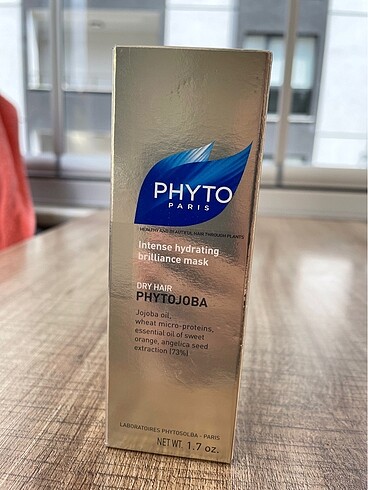 PHYTO
PARIS
HEALTHY AND BEAUTIFUL HAIR THROUGH PLANTS
Intense hydrating
brilliance mask
DRY HAIR
PHYTOJOBA
Jojoba oil,
wheat micro-proteins,
essential oil of sweet
orange, angelica seed
extraction (73%)
LABORATOIRES PHYTOSOLBA - PARIS
NET WT. 1.7 oz.